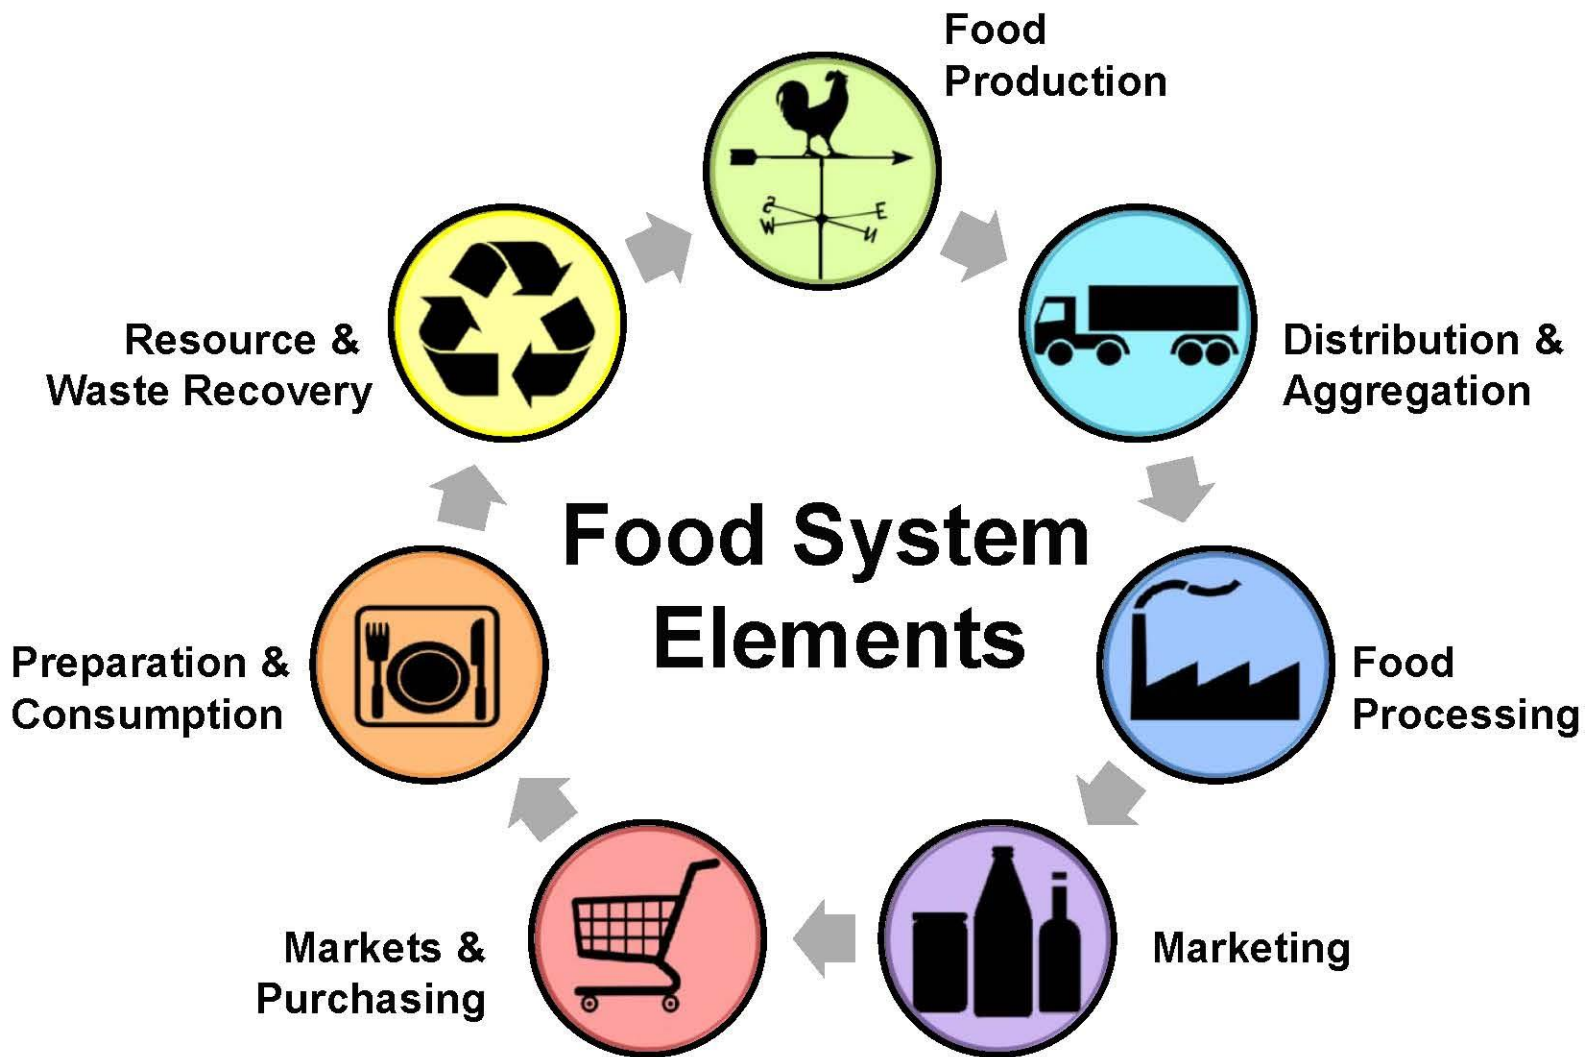 Food
Production
S
E
W
N
Distribution &
Aggregation
Food
Processing
Marketing
Markets &
Purchasing
Preparation &
Consumption
Resource &
Waste Recovery
Food System
Elements